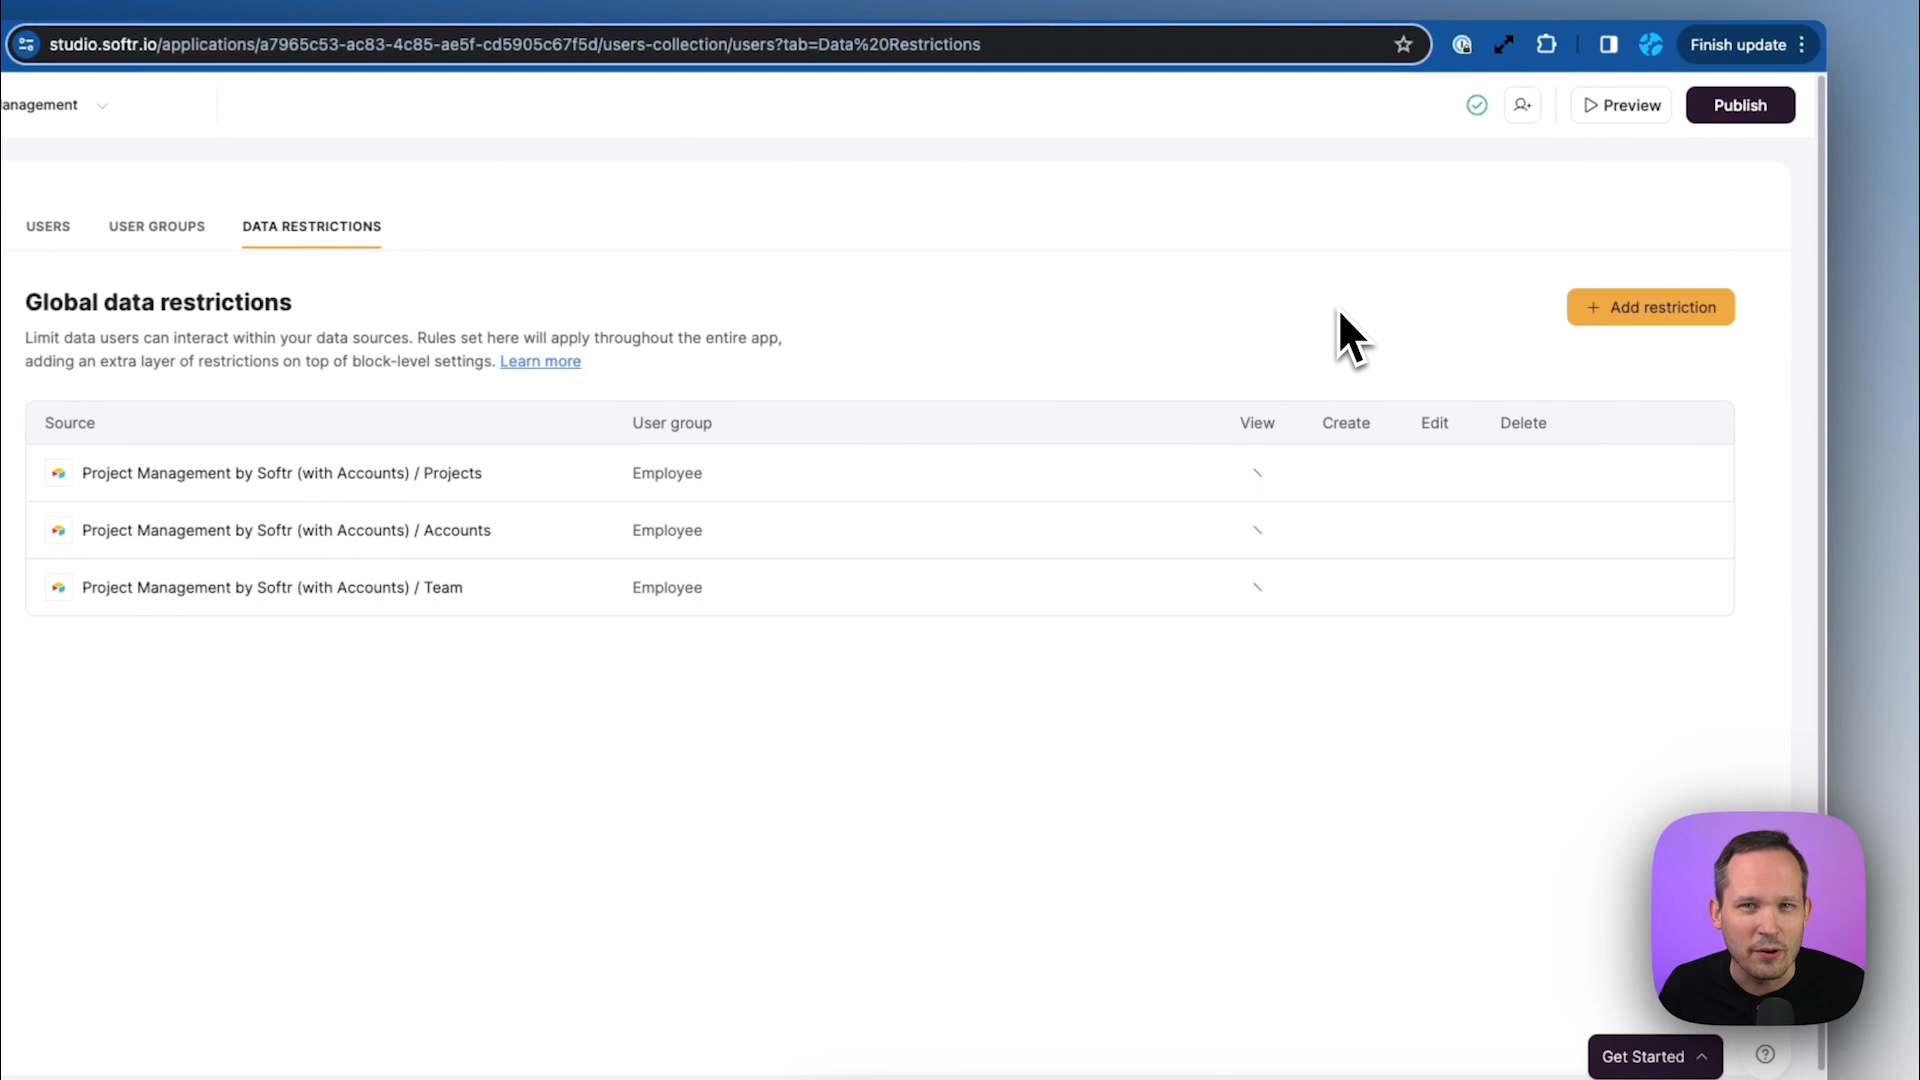 studio.softr.io/applications/a7965c53-ac83-4c85-ae5f-cd5905c67f5d/users-collection/users?tab=Data%20Restrictions
Finish update
anagement
Preview
Publish
USERS
USER GROUPS
DATA RESTRICTIONS
Global data restrictions
Add restriction
Limit data users can interact within your data sources. Rules set here will apply throughout the entire app,
adding an extra layer of restrictions on top of block-level settings. Learn more
Source User group View Create Edit Delete
Project Management by Softr (with Accounts) / Projects Employee
Project Management by Softr (with Accounts) / Accounts Employee
Project Management by Softr (with Accounts) / Team Employee
Get Started